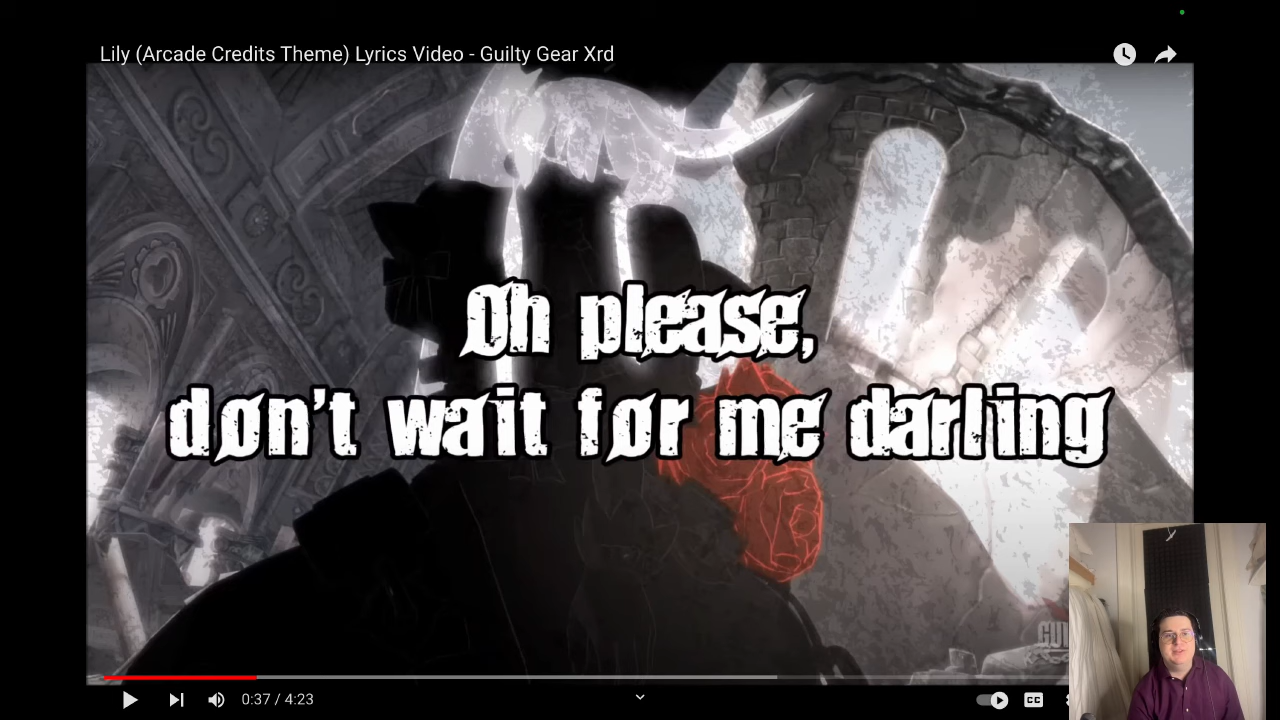 Lily (Arcade Credits Theme) Lyrics Video - Guilty Gear Xrd
Oh please,
don't wait for me darling
0:37 / 4:23
CC